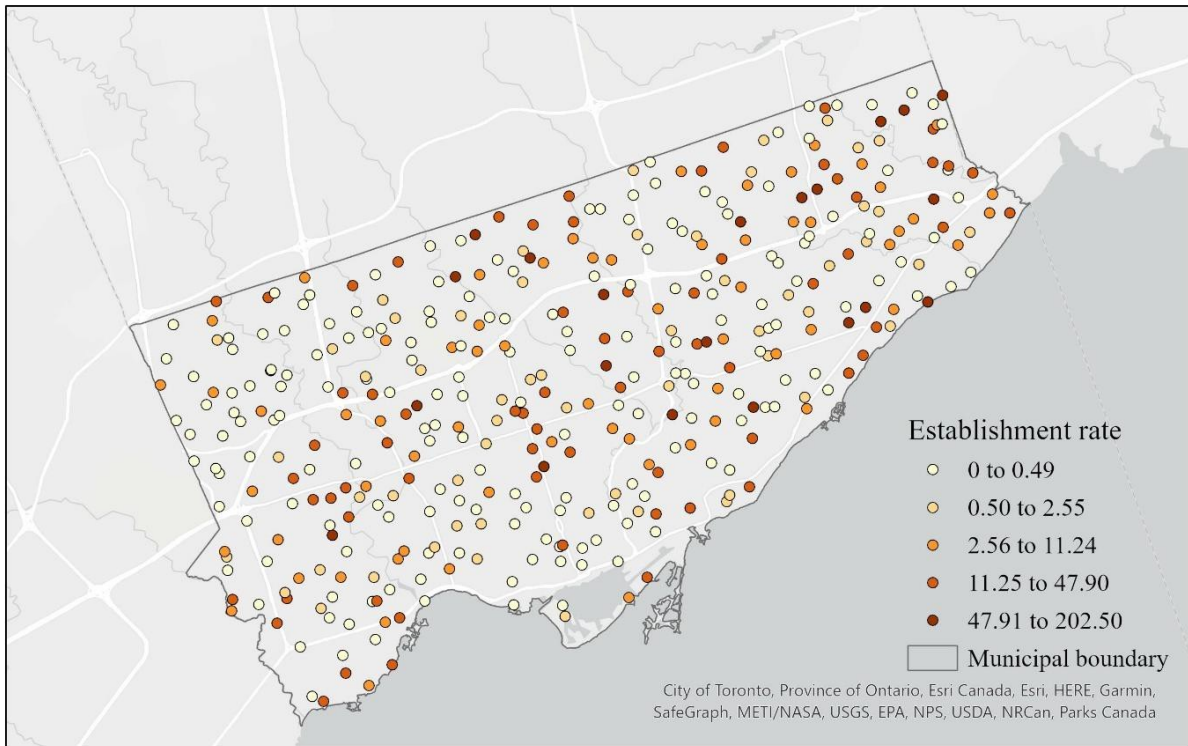 Establishment rate
0 to 0.49
0.50 to 2.55
2.56 to 11.24
11.25 to 47.90
47.91 to 202.50
Municipal boundary
City of Toronto, Province of Ontario, Esri Canada, Esri, HERE, Garmin,
SafeGraph, METI/NASA, USGS, EPA, NPS, USDA, NRCan, Parks Canada